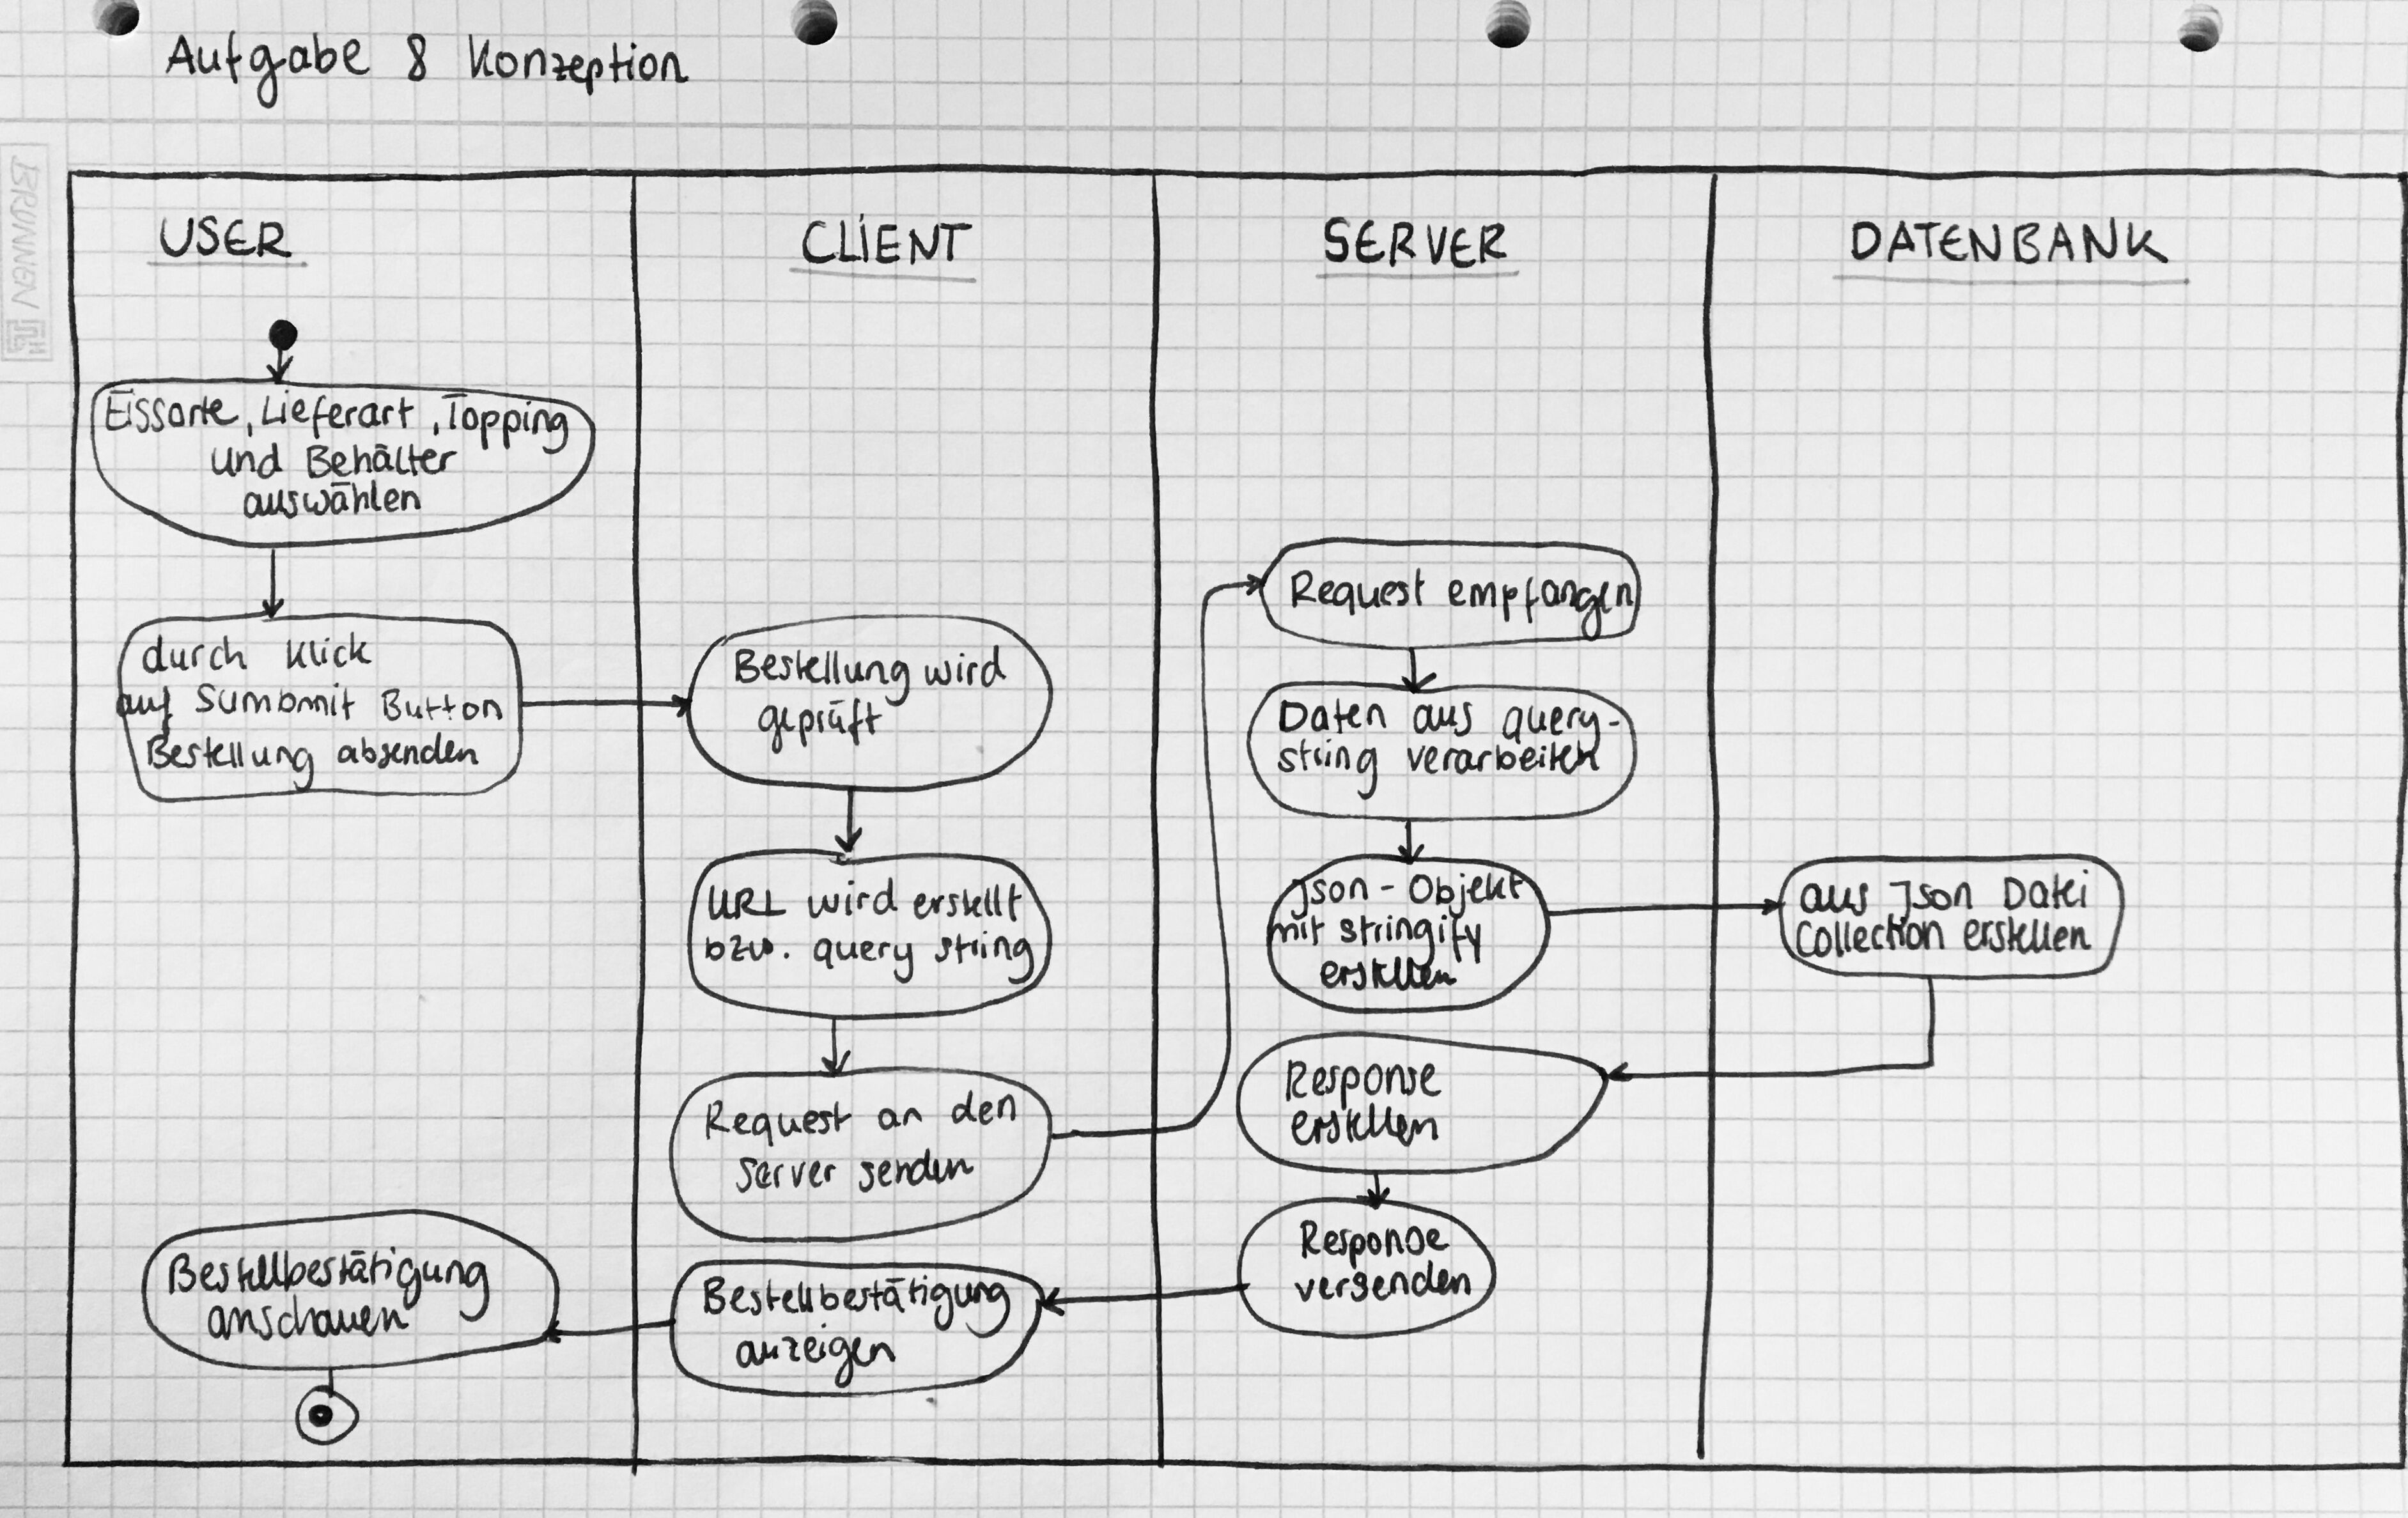 Aufgabe 8 Konzeption
BRUNNEN
USER
CLIENT
SERVER
DATENBANK
Eissorte, Lieferart, Topping
und Behälter
auswählen
durch Klick
auf Sumbmit Button
Bestellung absenden
Bestellung wird
geprüft
URL wird erstellt
bzw. query string
Request an den
Server senden
Request empfangen
Daten aus query-
string verarbeiten
Json-Objekt
mit stringify
erstellen
aus Json Datei
Collection erstellen
Response
erstellen
Response
versenden
Bestellbestätigung
anzeigen
Bestellbestätigung
anschauen